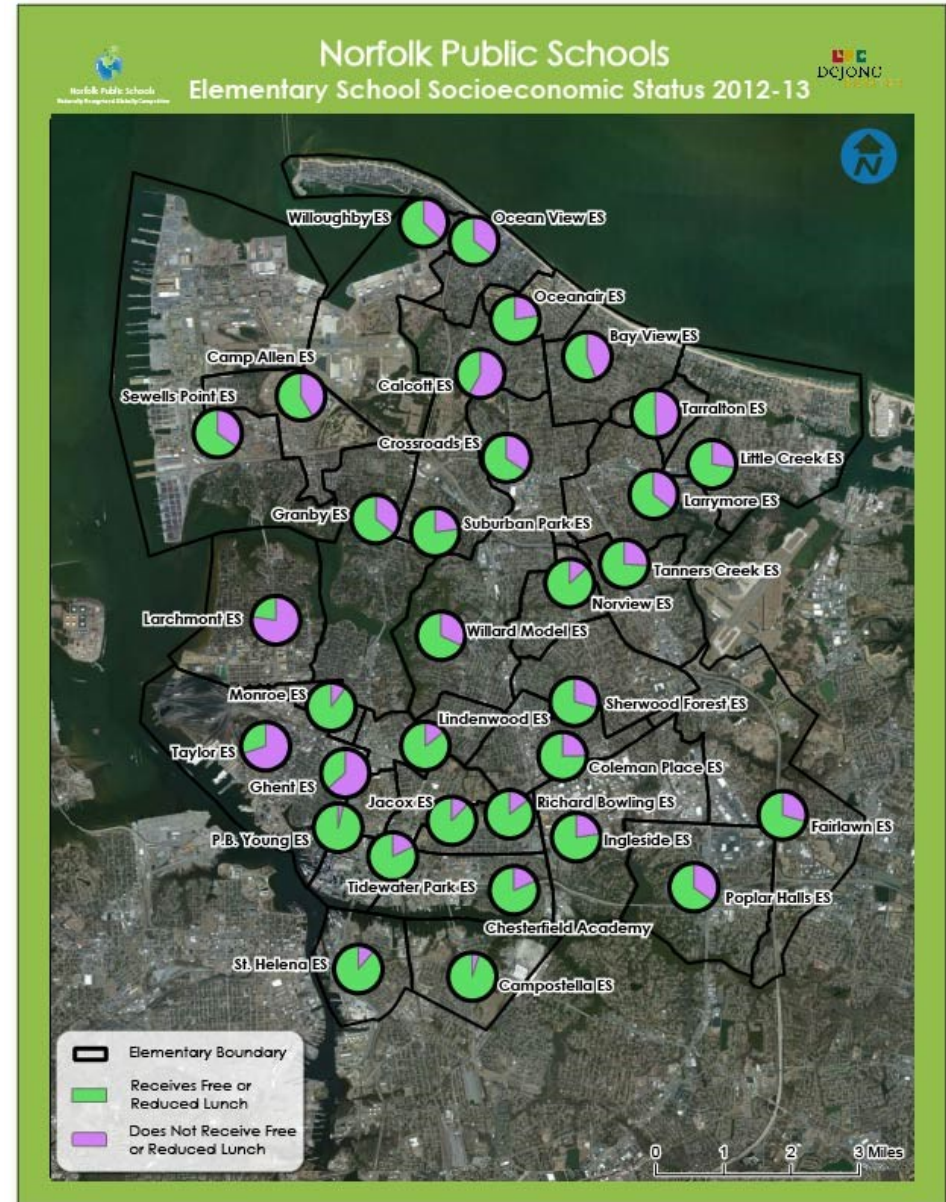 Norfolk Public Schools
Elementary School Socioeconomic Status 2012-13
Norfolk Public Schools
DEJONG
N
Willoughby ES
Ocean View ES
Oceanair ES
Bay View ES
Camp Allen ES
Calcott ES
Sewells Point ES
Tarralton ES
Crossroads ES
Little Creek ES
Larrymore ES
Granby ES
Suburban Park ES
Tanners Creek ES
Norview ES
Larchmont ES
Willard Model ES
Monroe ES
Sherwood Forest ES
Lindenwood ES
Taylor ES
Coleman Place ES
Ghent ES
Jacox ES
Richard Bowling ES
Fairlawn ES
P.B. Young ES
Ingleside ES
Tidewater Park ES
Poplar Halls ES
Chesterfield Academy
St. Helena ES
Campostella ES
Elementary Boundary
Receives Free or
Reduced Lunch
Does Not Receive Free
or Reduced Lunch
0 1 2 3 Miles